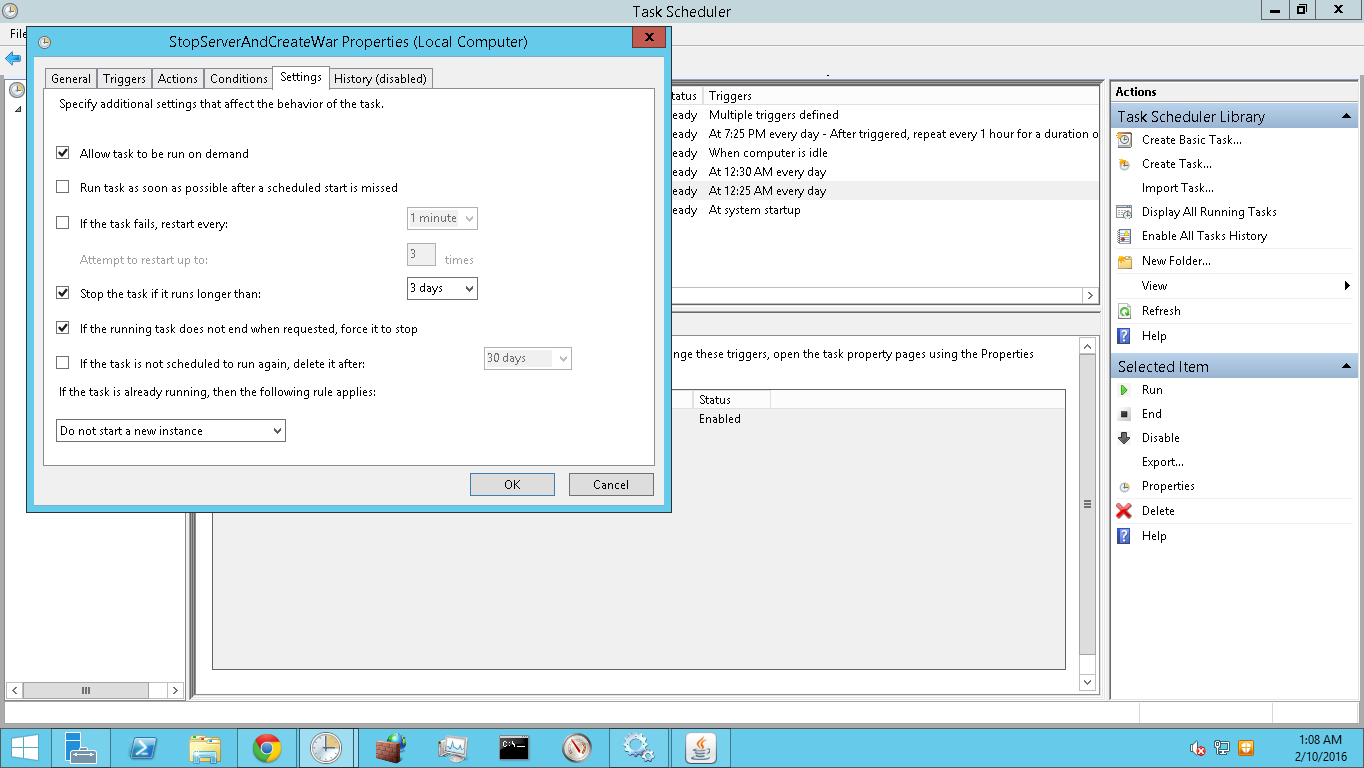 Task Scheduler
File
StopServerAndCreateWar Properties (Local Computer)
General
Triggers
Actions
Conditions
Settings
History (disabled)
Specify additional settings that affect the behavior of the task.
Allow task to be run on demand
Run task as soon as possible after a scheduled start is missed
If the task fails, restart every:
1 minute
Attempt to restart up to:
3
times
Stop the task if it runs longer than:
3 days
If the running task does not end when requested, force it to stop
If the task is not scheduled to run again, delete it after:
30 days
If the task is already running, then the following rule applies:
Do not start a new instance
OK
Cancel
tatus
Triggers
eady
Multiple triggers defined
eady
At 7:25 PM every day - After triggered, repeat every 1 hour for a duration o
eady
When computer is idle
eady
At 12:30 AM every day
eady
At 12:25 AM every day
eady
At system startup
nge these triggers, open the task property pages using the Properties
Status
Enabled
Actions
Task Scheduler Library
Create Basic Task...
Create Task...
Import Task...
Display All Running Tasks
Enable All Tasks History
New Folder...
View
Refresh
Help
Selected Item
Run
End
Disable
Export...
Properties
Delete
Help
1:08 AM
2/10/2016